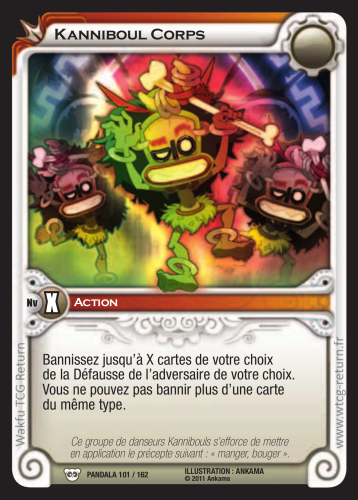 Kanniboul Corps
Nv X Action
Bannissez jusqu'à X cartes de votre choix
de la Défausse de l'adversaire de votre choix.
Vous ne pouvez pas bannir plus d'une carte
du même type.
Ce groupe de danseurs Kannibouls s'efforce de mettre
en application le précepte suivant : « manger, bouger ».
PANDALA 101 / 162
ILLUSTRATION : ANKAMA
© 2011 Ankama
Wakfu TCG Return
www.wtcg-return.fr